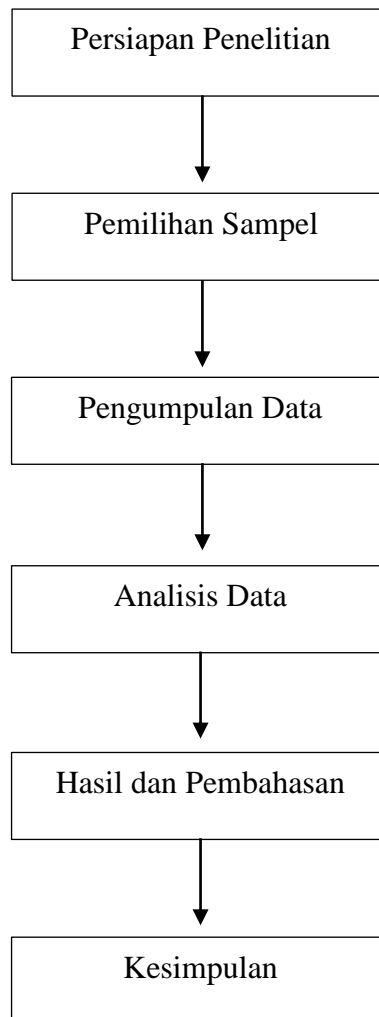 Persiapan Penelitian
Pemilihan Sampel
Pengumpulan Data
Analisis Data
Hasil dan Pembahasan
Kesimpulan